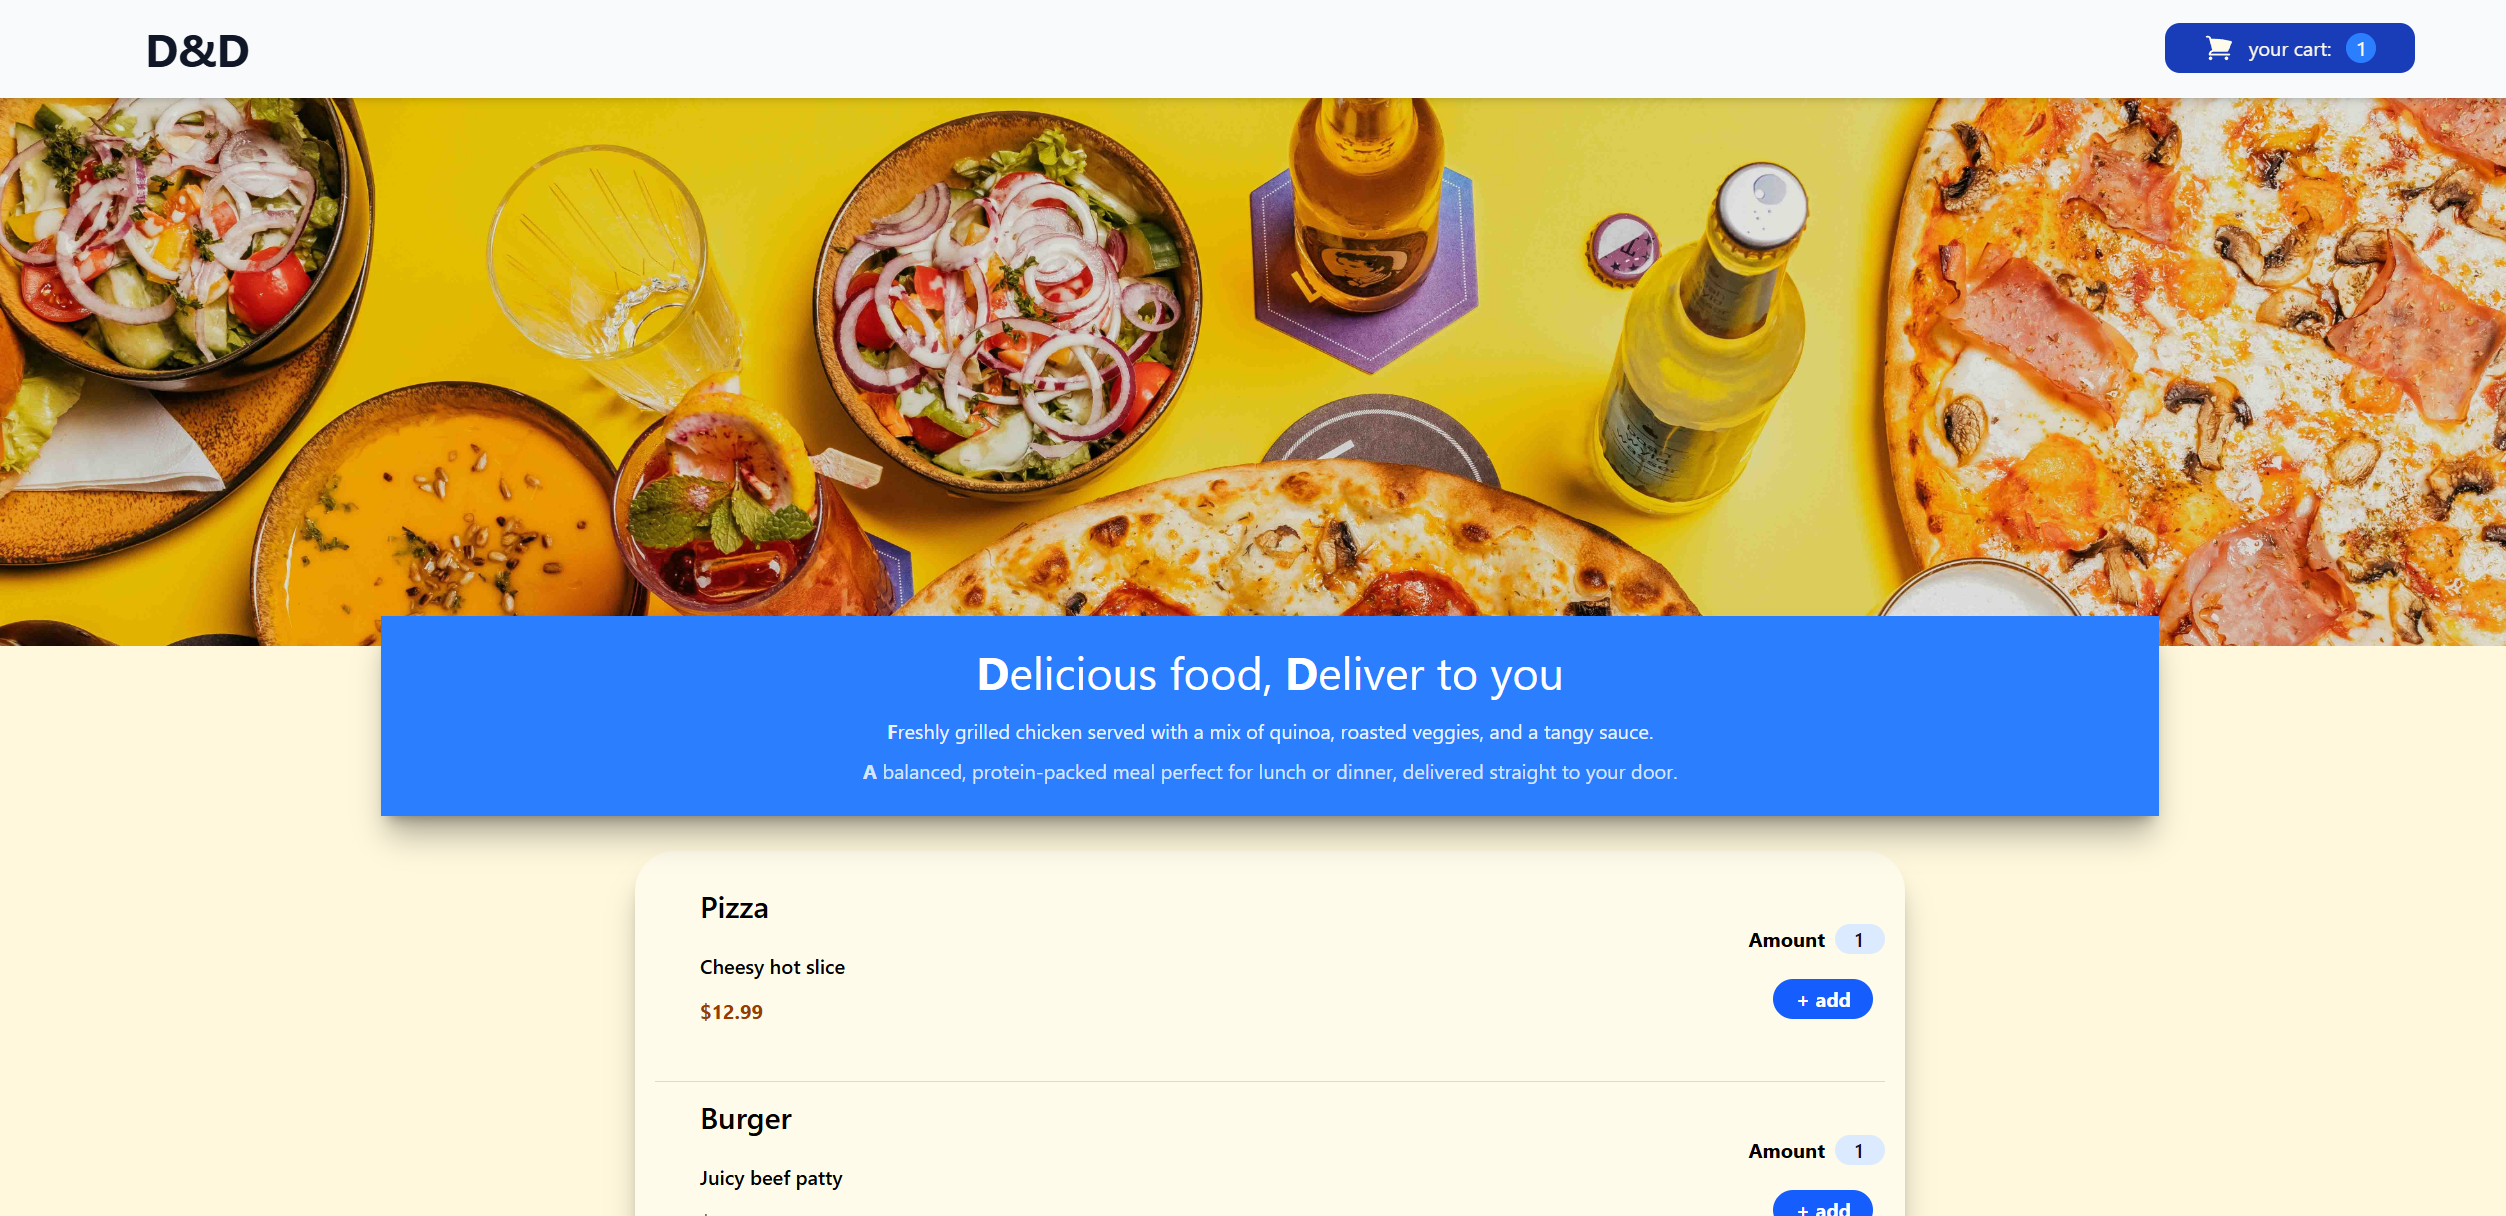 D&D
your cart: 1
Delicious food, Deliver to you
Freshly grilled chicken served with a mix of quinoa, roasted veggies, and a tangy sauce.
A balanced, protein-packed meal perfect for lunch or dinner, delivered straight to your door.
Pizza
Amount 1
Cheesy hot slice
+ add
$12.99
Burger
Amount 1
Juicy beef patty
+ add